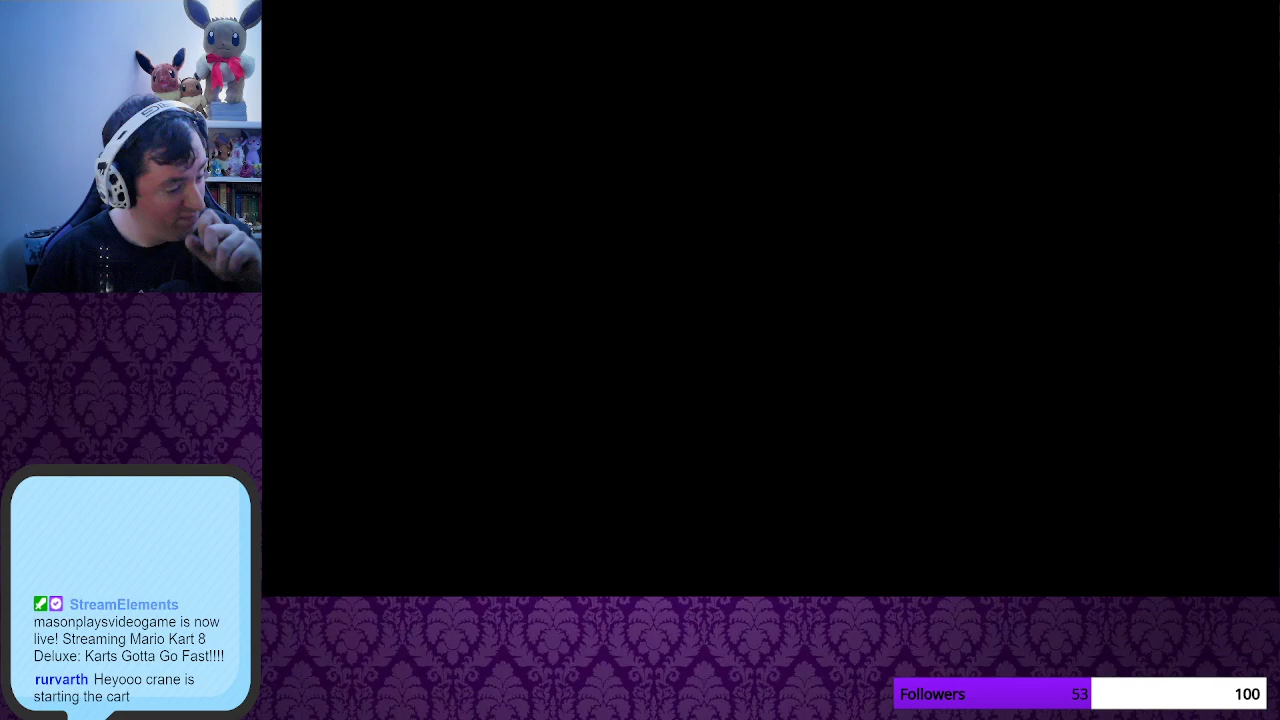 StreamElements
masonplaysvideogame is now
live! Streaming Mario Kart 8
Deluxe: Karts Gotta Go Fast!!!!
rurvarth Heyooo crane is
starting the cart
Followers 53 100